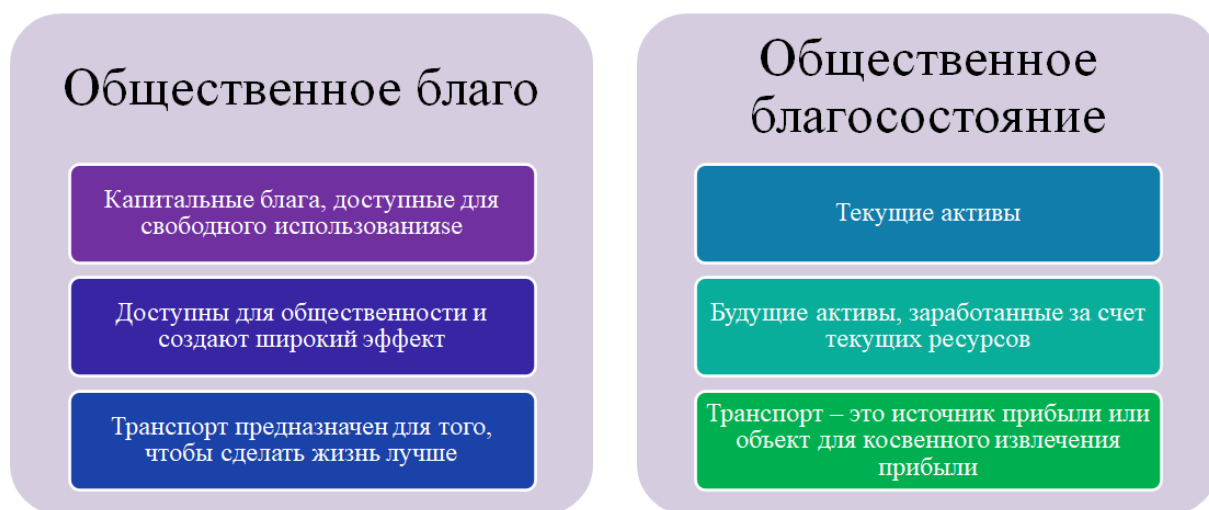 Общественное благо
Капитальные блага, доступные для
свободного использованияse
Доступны для общественности и
создают широкий эффект
Транспорт предназначен для того,
чтобы сделать жизнь лучше
Общественное
благосостояние
Текущие активы
Будущие активы, заработанные за счет
текущих ресурсов
Транспорт – это источник прибыли или
объект для косвенного извлечения
прибыли